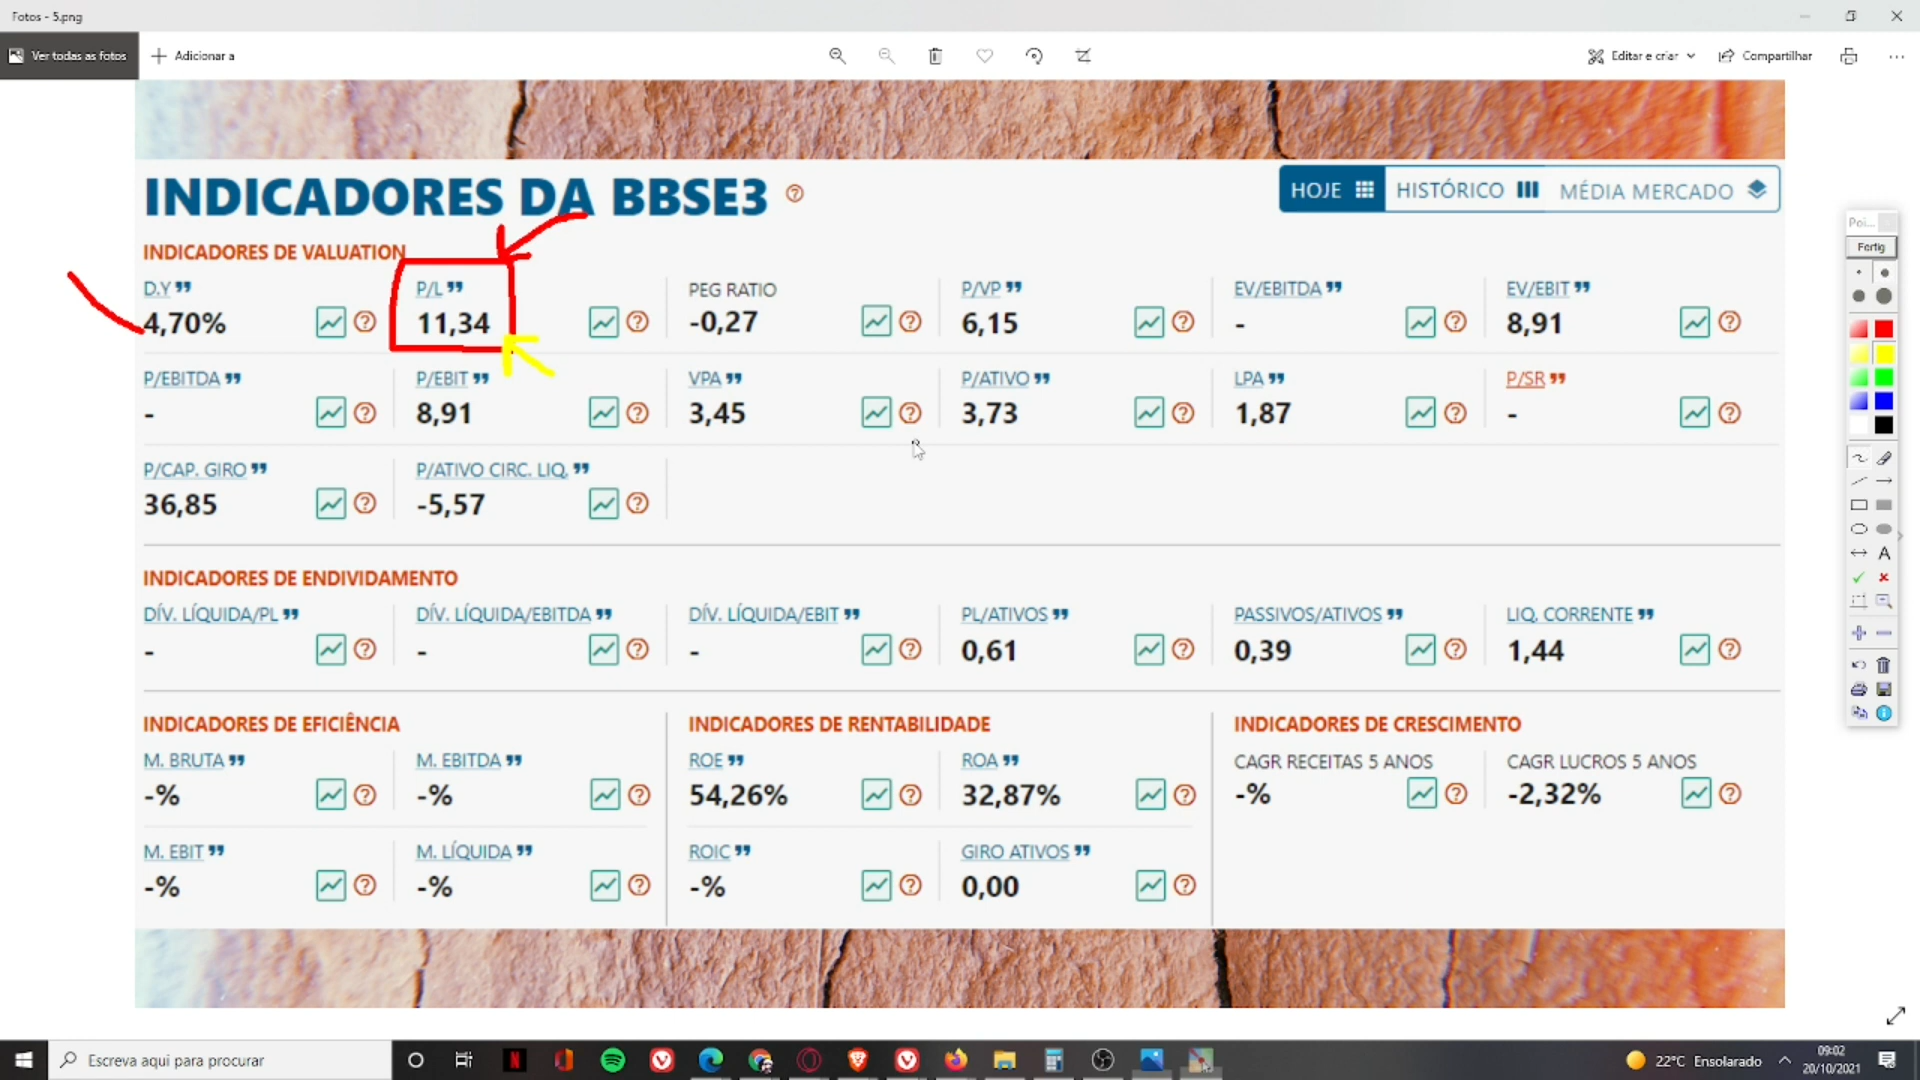 Fotos - 5.png
Ver todas as fotos
Adicionar a
Editar e criar
Compartilhar
INDICADORES DA BBSE3
HOJE HISTÓRICO MÉDIA MERCADO
INDICADORES DE VALUATION
D.Y P/L PEG RATIO P/VP EV/EBITDA EV/EBIT
4,70% 11,34 -0,27 6,15 - 8,91
P/EBITDA P/EBIT VPA P/ATIVO LPA P/SR
- 8,91 3,45 3,73 1,87 -
P/CAP. GIRO P/ATIVO CIRC. LIQ.
36,85 -5,57
INDICADORES DE ENDIVIDAMENTO
DÍV. LÍQUIDA/PL DÍV. LÍQUIDA/EBITDA DÍV. LÍQUIDA/EBIT PL/ATIVOS PASSIVOS/ATIVOS LIQ. CORRENTE
- - - 0,61 0,39 1,44
INDICADORES DE EFICIÊNCIA INDICADORES DE RENTABILIDADE INDICADORES DE CRESCIMENTO
M. BRUTA M. EBITDA ROE ROA CAGR RECEITAS 5 ANOS CAGR LUCROS 5 ANOS
-% -% 54,26% 32,87% -% -2,32%
M. EBIT M. LÍQUIDA ROIC GIRO ATIVOS
-% -% -% 0,00
Poi...
Fertig
A
Escreva aqui para procurar
22°C Ensolarado
09:02
20/10/2021